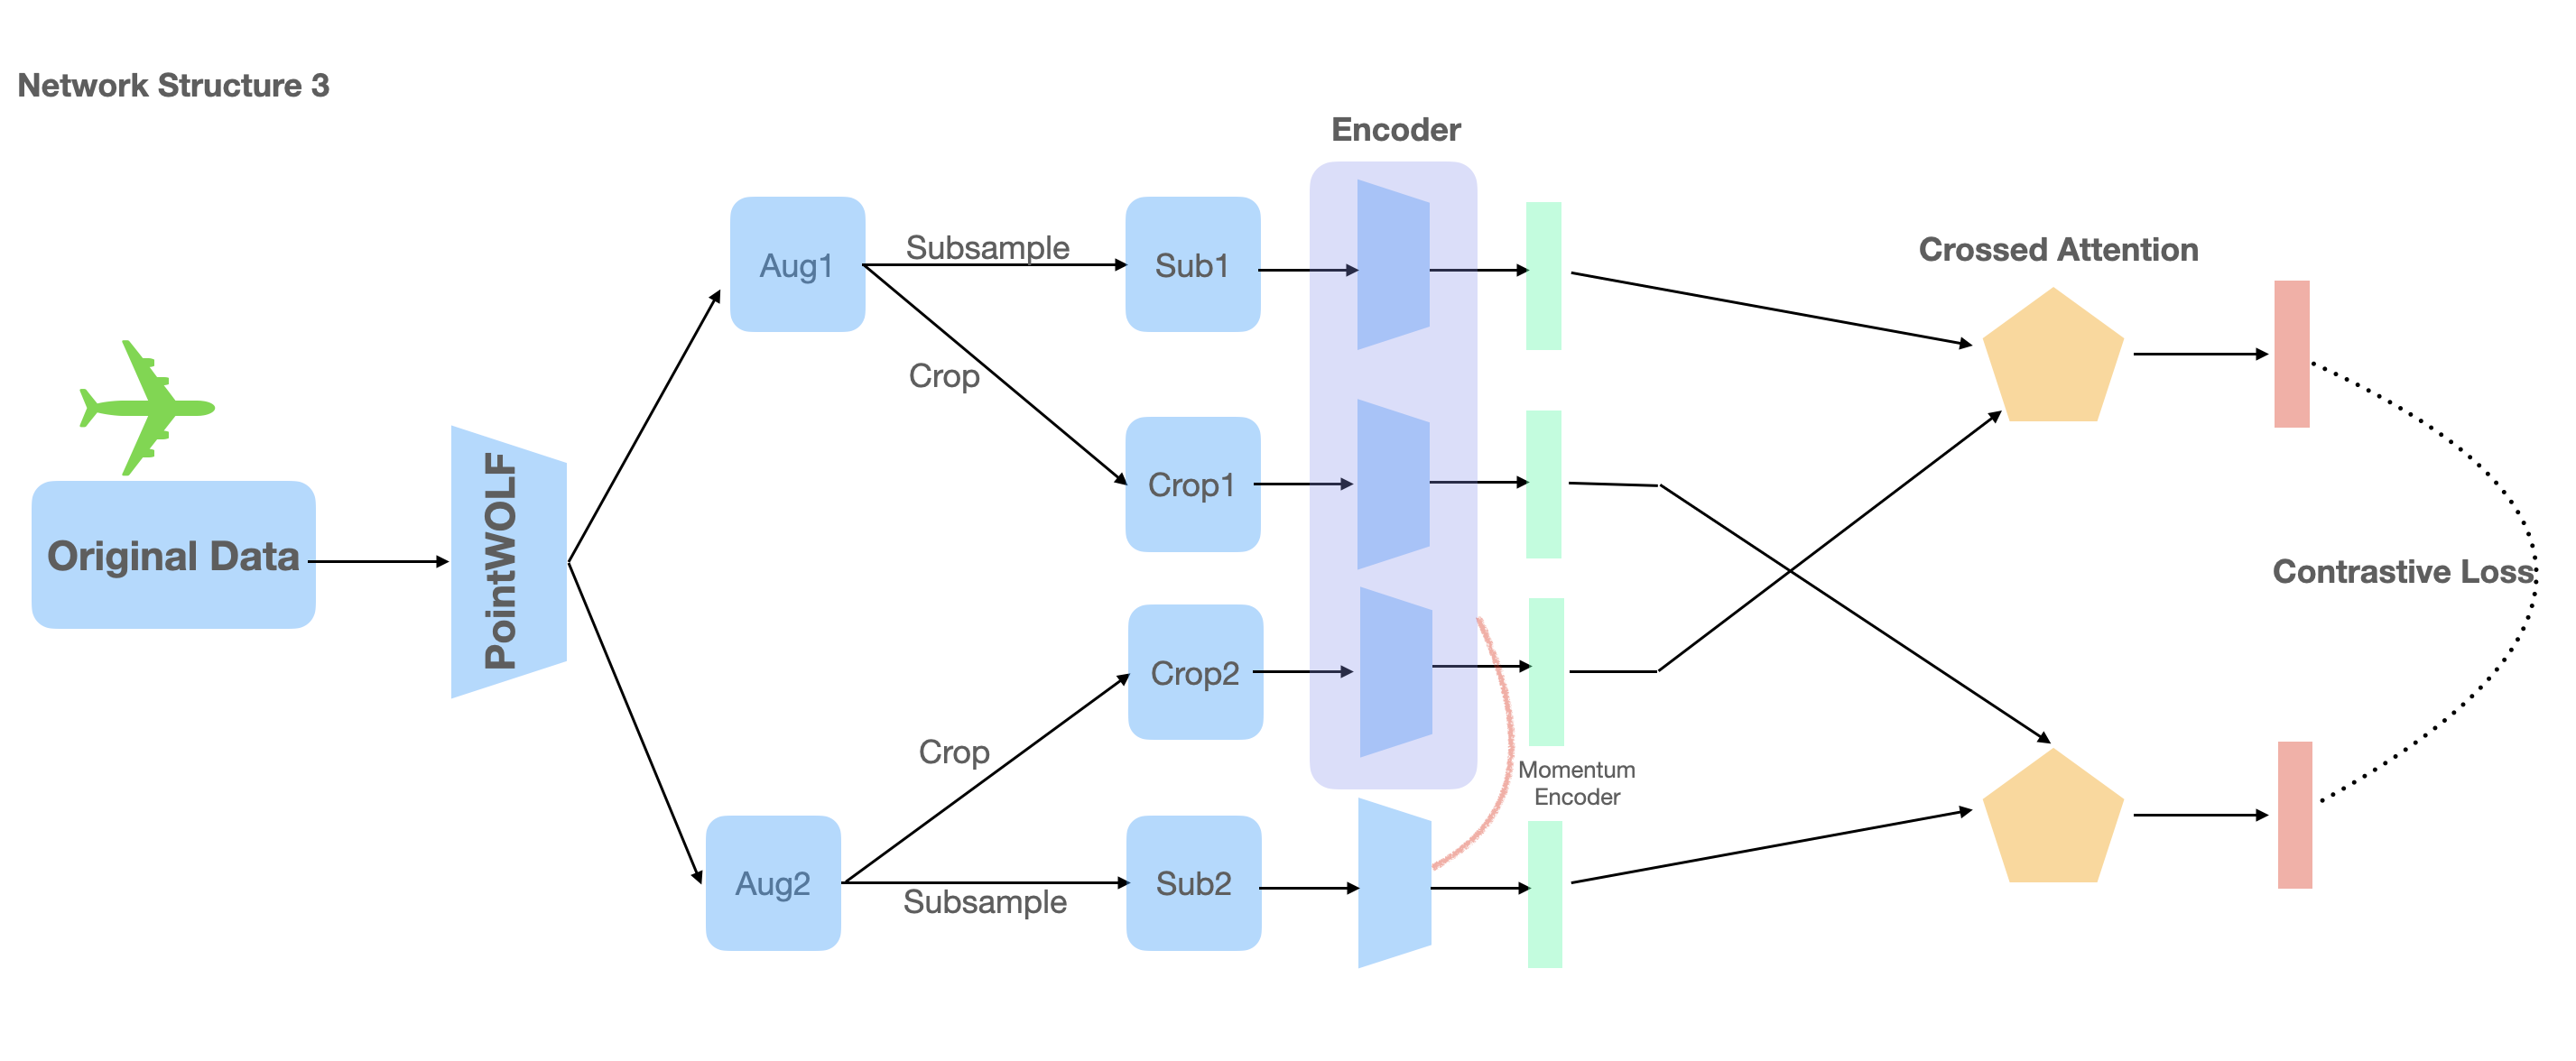 Network Structure 3
Encoder
Aug1
Subsample
Sub1
Crossed Attention
Crop
Crop1
Original Data
PointWOLF
Contrastive Loss
Crop2
Crop
Momentum
Encoder
Aug2
Subsample
Sub2